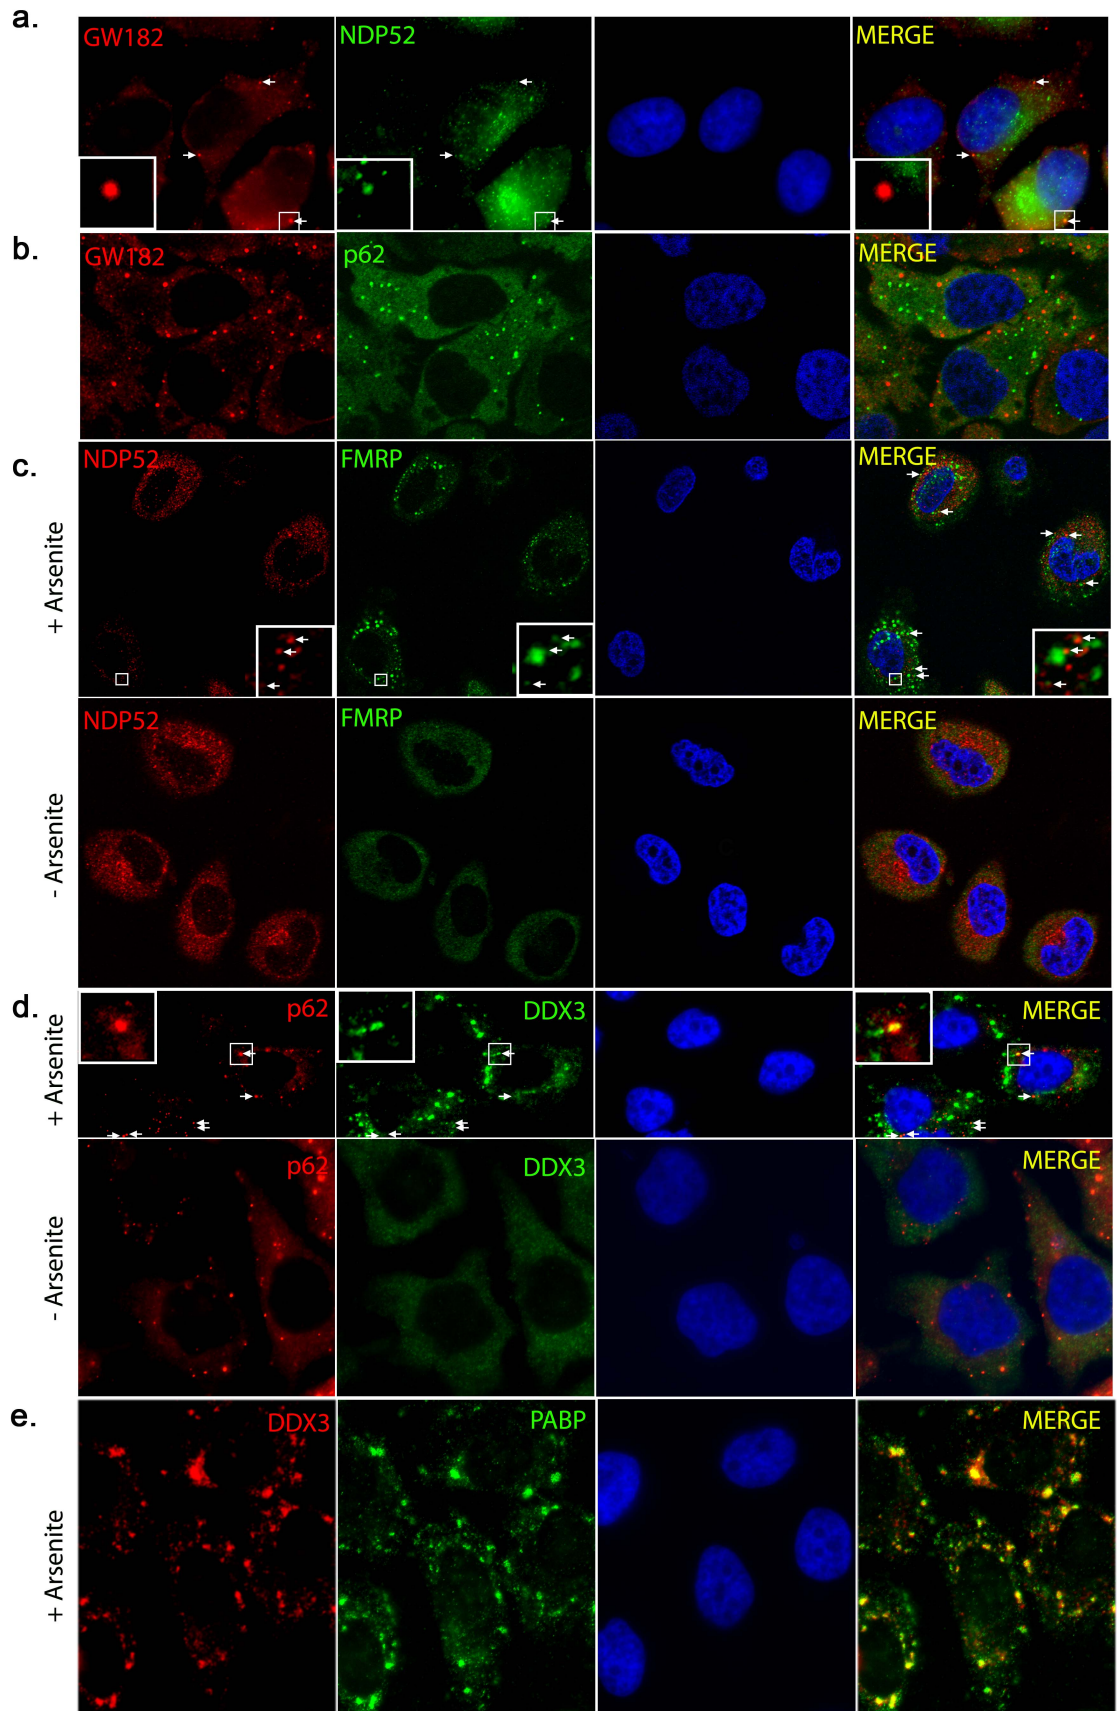 a.
GW182 NDP52 MERGE
b.
GW182 p62 MERGE
c.
+ Arsenite
NDP52 FMRP MERGE
- Arsenite
NDP52 FMRP MERGE
d.
+ Arsenite
p62 DDX3 MERGE
- Arsenite
p62 DDX3 MERGE
e.
+ Arsenite
DDX3 PABP MERGE